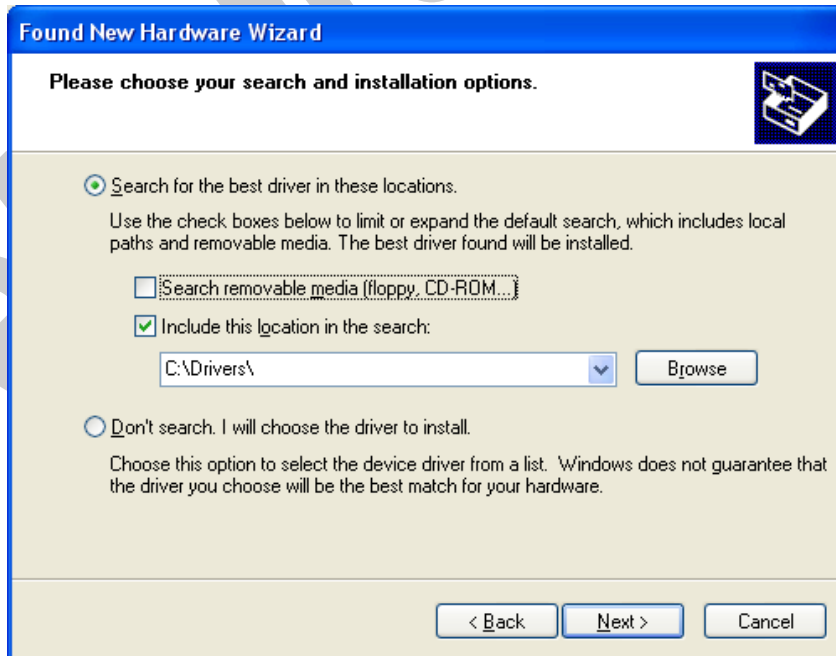 Found New Hardware Wizard
Please choose your search and installation options.
Search for the best driver in these locations.
Use the check boxes below to limit or expand the default search, which includes local
paths and removable media. The best driver found will be installed.
Search removable media (floppy, CD-ROM...)
Include this location in the search:
C:\Drivers\
Browse
Don't search. I will choose the driver to install.
Choose this option to select the device driver from a list.  Windows does not guarantee that
the driver you choose will be the best match for your hardware.
< Back
Next >
Cancel